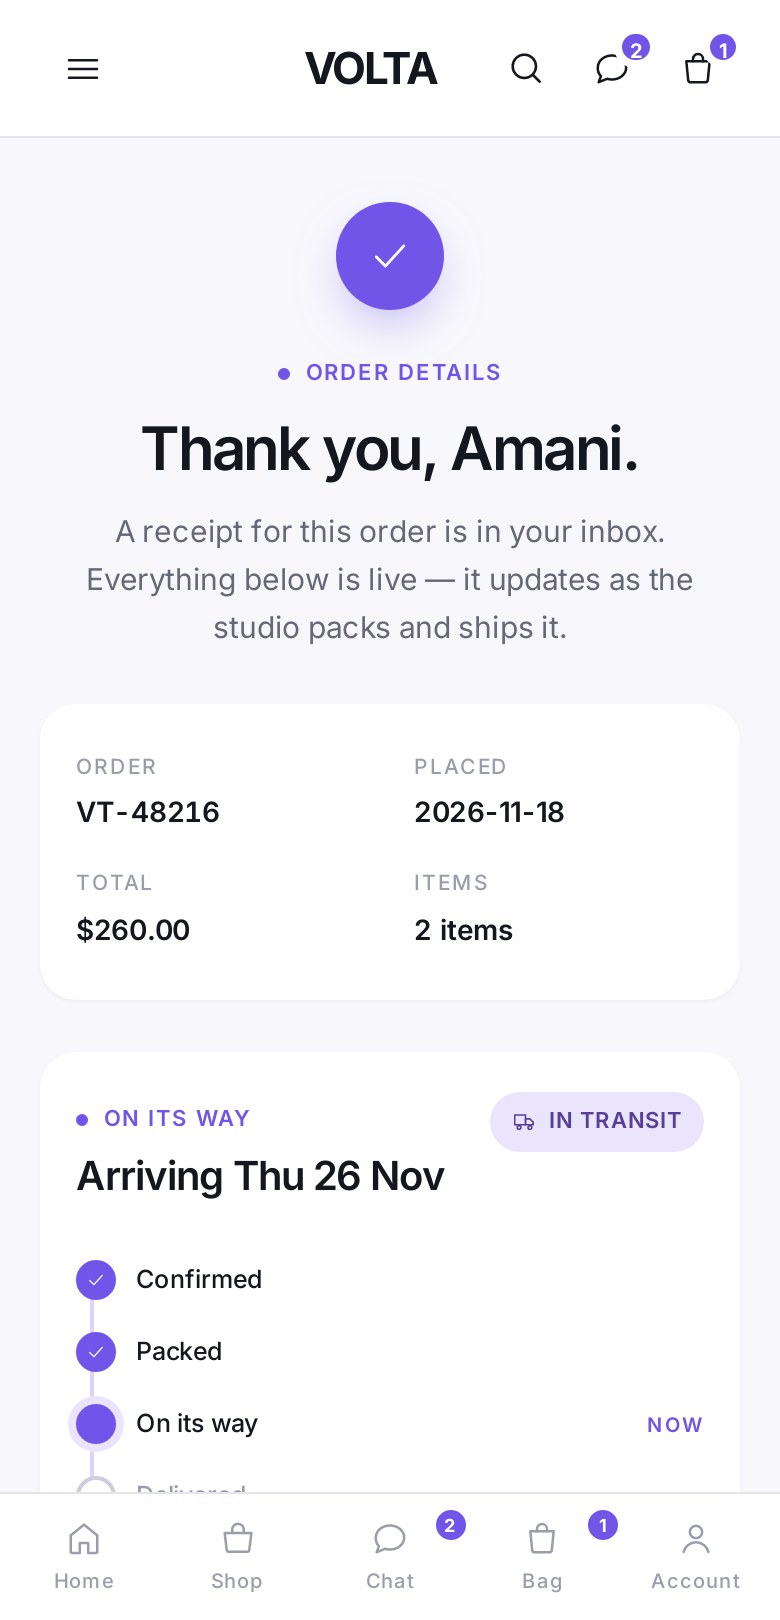 VOLTA
2
1
ORDER DETAILS
Thank you, Amani.
A receipt for this order is in your inbox.
Everything below is live — it updates as the
studio packs and ships it.
ORDER
PLACED
VT-48216
2026-11-18
TOTAL
ITEMS
$260.00
2 items
ON ITS WAY
IN TRANSIT
Arriving Thu 26 Nov
Confirmed
Packed
On its way
NOW
Delivered
2
1
Home
Shop
Chat
Bag
Account